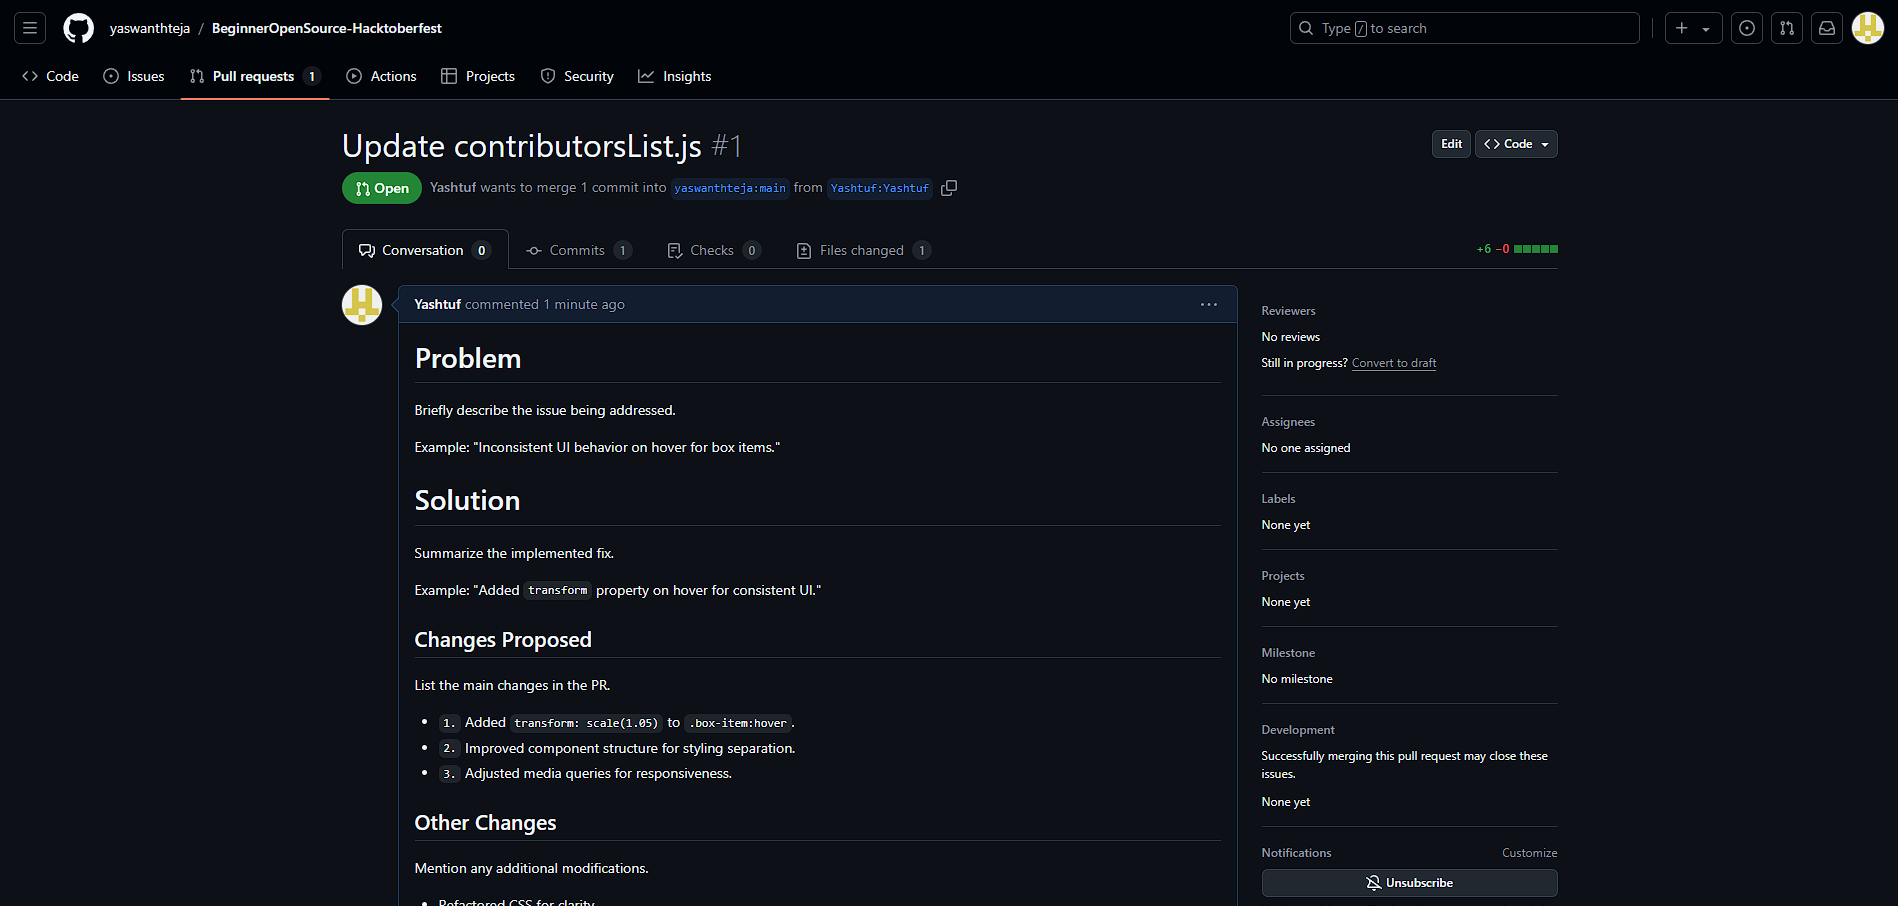 yaswanthteja / BeginnerOpenSource-Hacktoberfest
Type / to search
Code
Issues
Pull requests 1
Actions
Projects
Security
Insights
Update contributorsList.js #1
Edit
Code
Open
Yashtuf wants to merge 1 commit into yaswanthteja:main from Yashtuf:Yashtuf
Conversation 0
Commits 1
Checks 0
Files changed 1
+6 −0
Yashtuf commented 1 minute ago
Problem
Briefly describe the issue being addressed.
Example: "Inconsistent UI behavior on hover for box items."
Solution
Summarize the implemented fix.
Example: "Added transform property on hover for consistent UI."
Changes Proposed
List the main changes in the PR.
• 1. Added transform: scale(1.05) to .box-item:hover.
• 2. Improved component structure for styling separation.
• 3. Adjusted media queries for responsiveness.
Other Changes
Mention any additional modifications.
• Refactored CSS for clarity.
Reviewers
No reviews
Still in progress? Convert to draft
Assignees
No one assigned
Labels
None yet
Projects
None yet
Milestone
No milestone
Development
Successfully merging this pull request may close these
issues.
None yet
Notifications
Customize
Unsubscribe